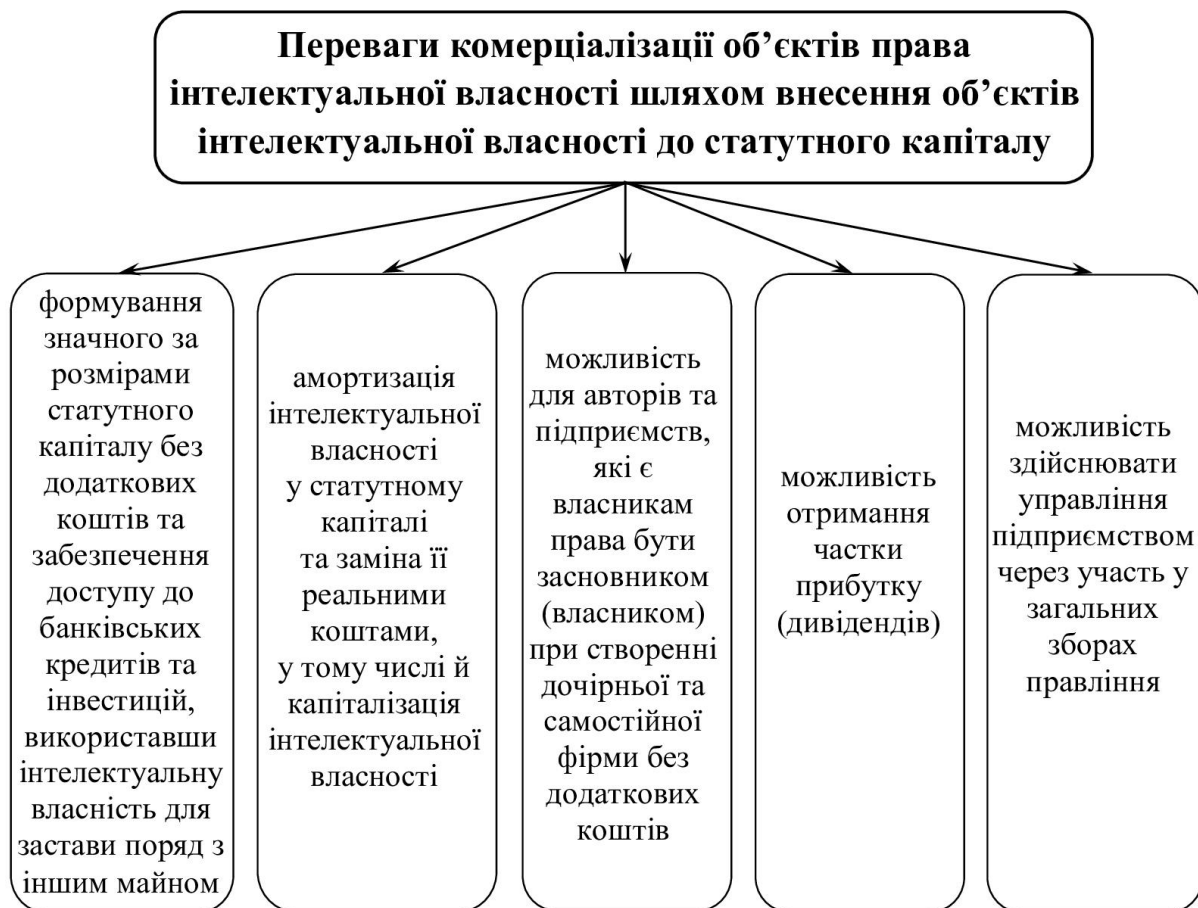 Переваги комерціалізації об’єктів права
інтелектуальної власності шляхом внесення об’єктів
інтелектуальної власності до статутного капіталу
формування
значного за
розмірами
статутного
капіталу без
додаткових
коштів та
забезпечення
доступу до
банківських
кредитів та
інвестицій,
використавши
інтелектуальну
власність для
застави поряд з
іншим майном
амортизація
інтелектуальної
власності
у статутному
капіталі
та заміна її
реальними
коштами,
у тому числі й
капіталізація
інтелектуальної
власності
можливість
для авторів та
підприємств,
які є
власникам
права бути
засновником
(власником)
при створенні
дочірньої та
самостійної
фірми без
додаткових
коштів
можливість
отримання
частки
прибутку
(дивідендів)
можливість
здійснювати
управління
підприємством
через участь у
загальних
зборах
правління